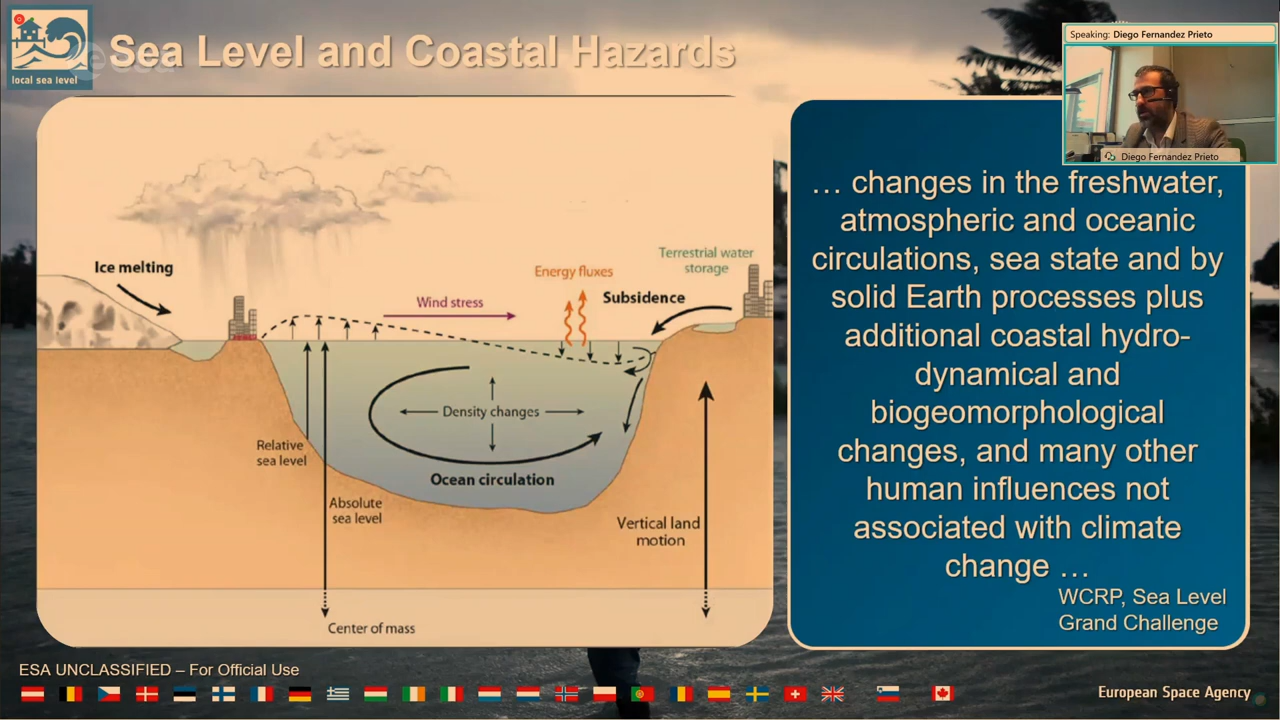 Sea Level and Coastal Hazards
local sea level
Speaking: Diego Fernandez Prieto
Diego Fernandez Prieto
Ice melting
Wind stress
Energy fluxes
Terrestrial water
storage
Subsidence
Density changes
Relative
sea level
Ocean circulation
Absolute
sea level
Vertical land
motion
Center of mass
… changes in the freshwater,
atmospheric and oceanic
circulations, sea state and by
solid Earth processes plus
additional coastal hydro-
dynamical and
biogeomorphological
changes, and many other
human influences not
associated with climate
change …
WCRP, Sea Level
Grand Challenge
ESA UNCLASSIFIED – For Official Use
European Space Agency